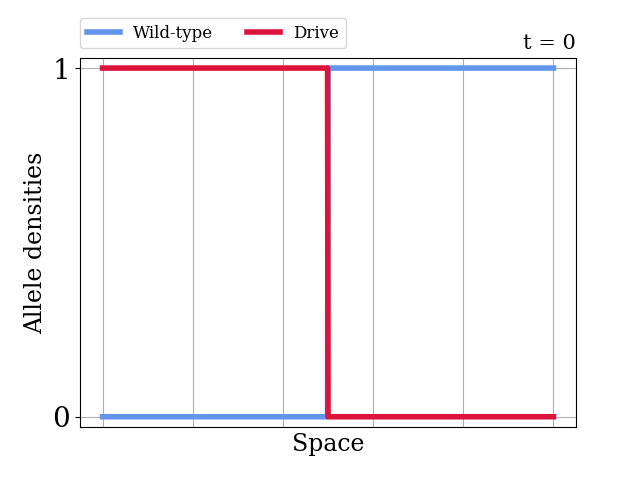 Wild-type Drive
t = 0
1
Allele densities
0
Space